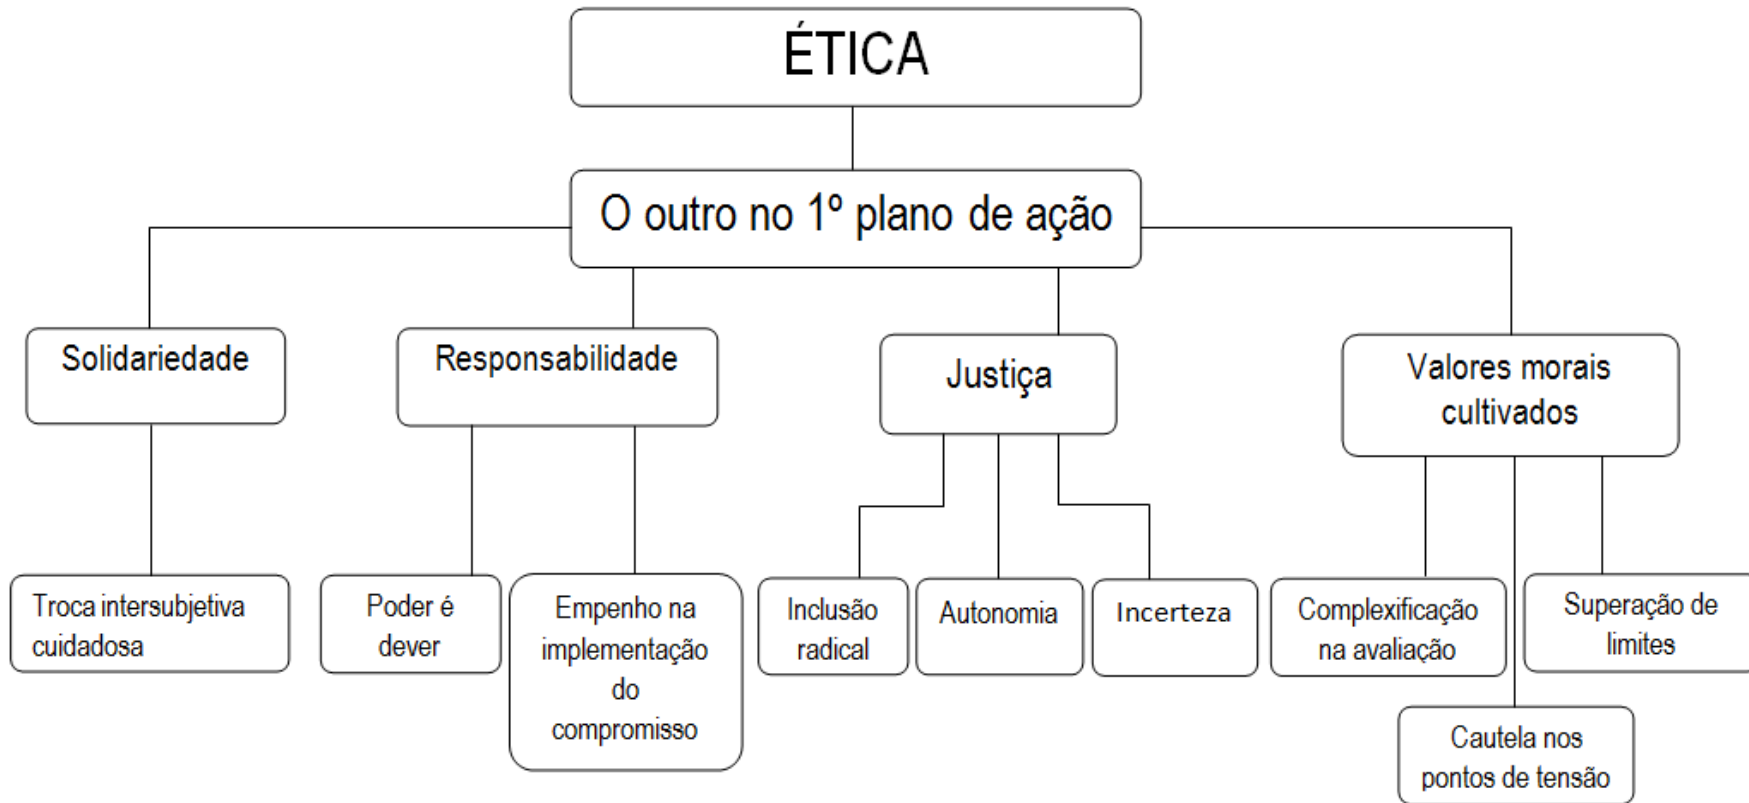 ÉTICA
O outro no 1º plano de ação
Solidariedade
Responsabilidade
Justiça
Valores morais
cultivados
Troca intersubjetiva
cuidadosa
Poder é
dever
Empenho na
implementação
do
compromisso
Inclusão
radical
Autonomia
Incerteza
Complexificação
na avaliação
Cautela nos
pontos de tensão
Superação de
limites